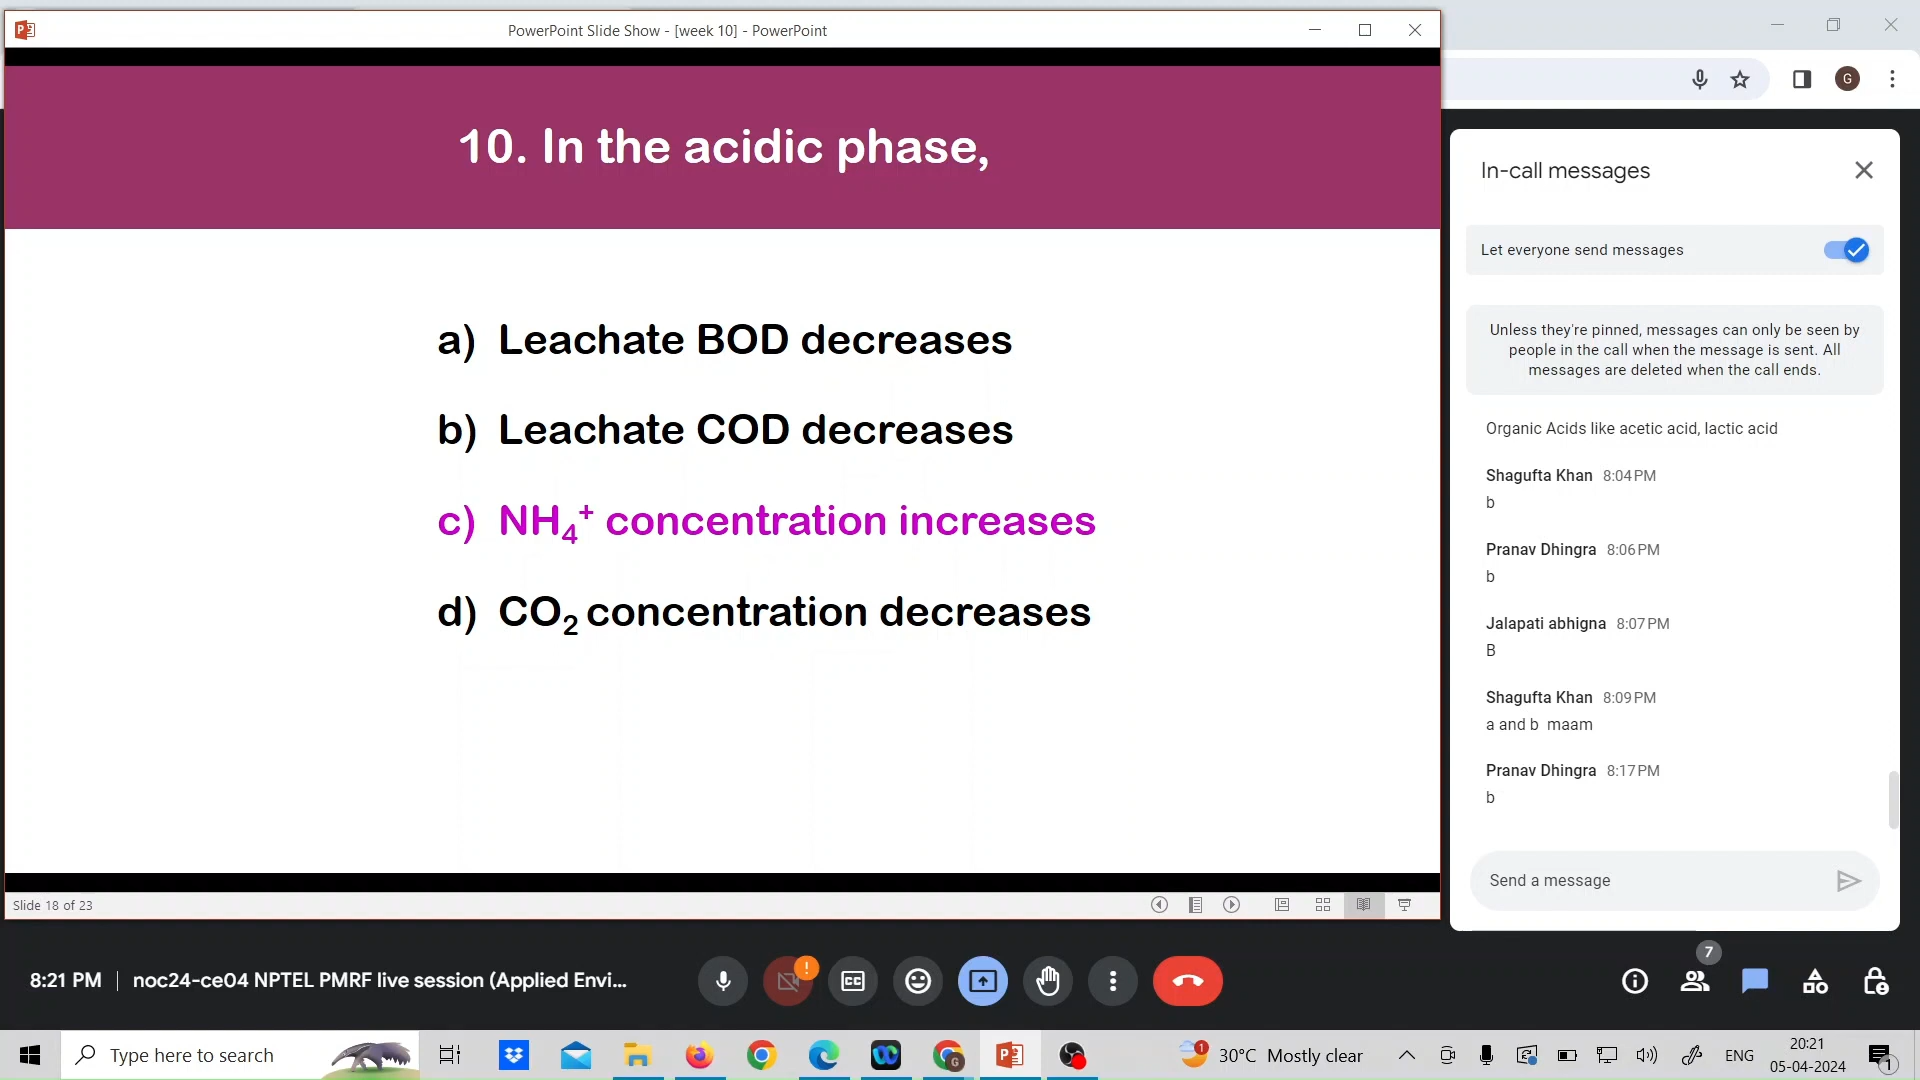 PowerPoint Slide Show - [week 10] - PowerPoint
10. In the acidic phase,
a) Leachate BOD decreases
b) Leachate COD decreases
c) NH₄⁺ concentration increases
d) CO₂ concentration decreases
Slide 18 of 23
G
In-call messages
Let everyone send messages
Unless they're pinned, messages can only be seen by
people in the call when the message is sent. All
messages are deleted when the call ends.
Organic Acids like acetic acid, lactic acid
Shagufta Khan 8:04 PM
b
Pranav Dhingra 8:06 PM
b
Jalapati abhigna 8:07 PM
B
Shagufta Khan 8:09 PM
a and b maam
Pranav Dhingra 8:17 PM
b
Send a message
8:21 PM | noc24-ce04 NPTEL PMRF live session (Applied Envi...
7
Type here to search
30°C Mostly clear
ENG
20:21
05-04-2024